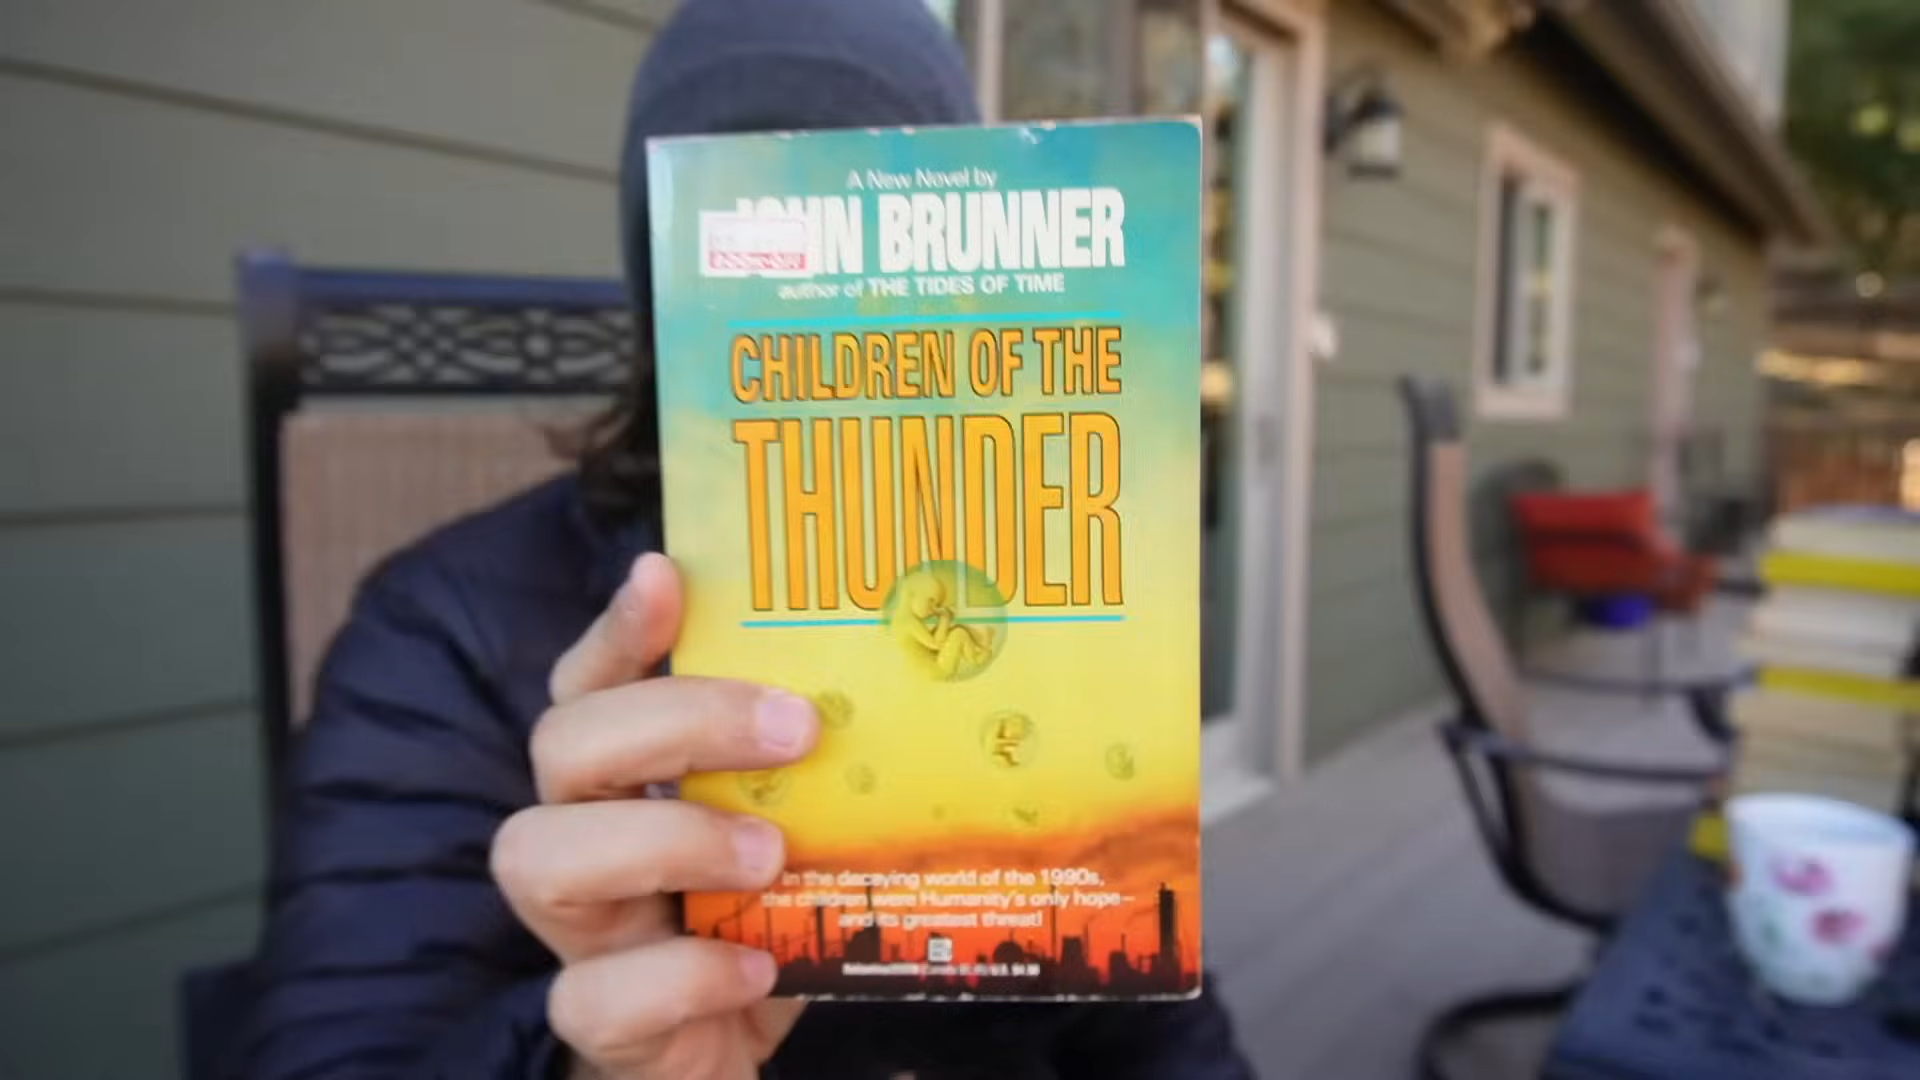 A New Novel by
JOHN BRUNNER
author of THE TIDES OF TIME
CHILDREN OF THE
THUNDER
In the decaying world of the 1990s,
the children were Humanity's only hope—
and its greatest threat!